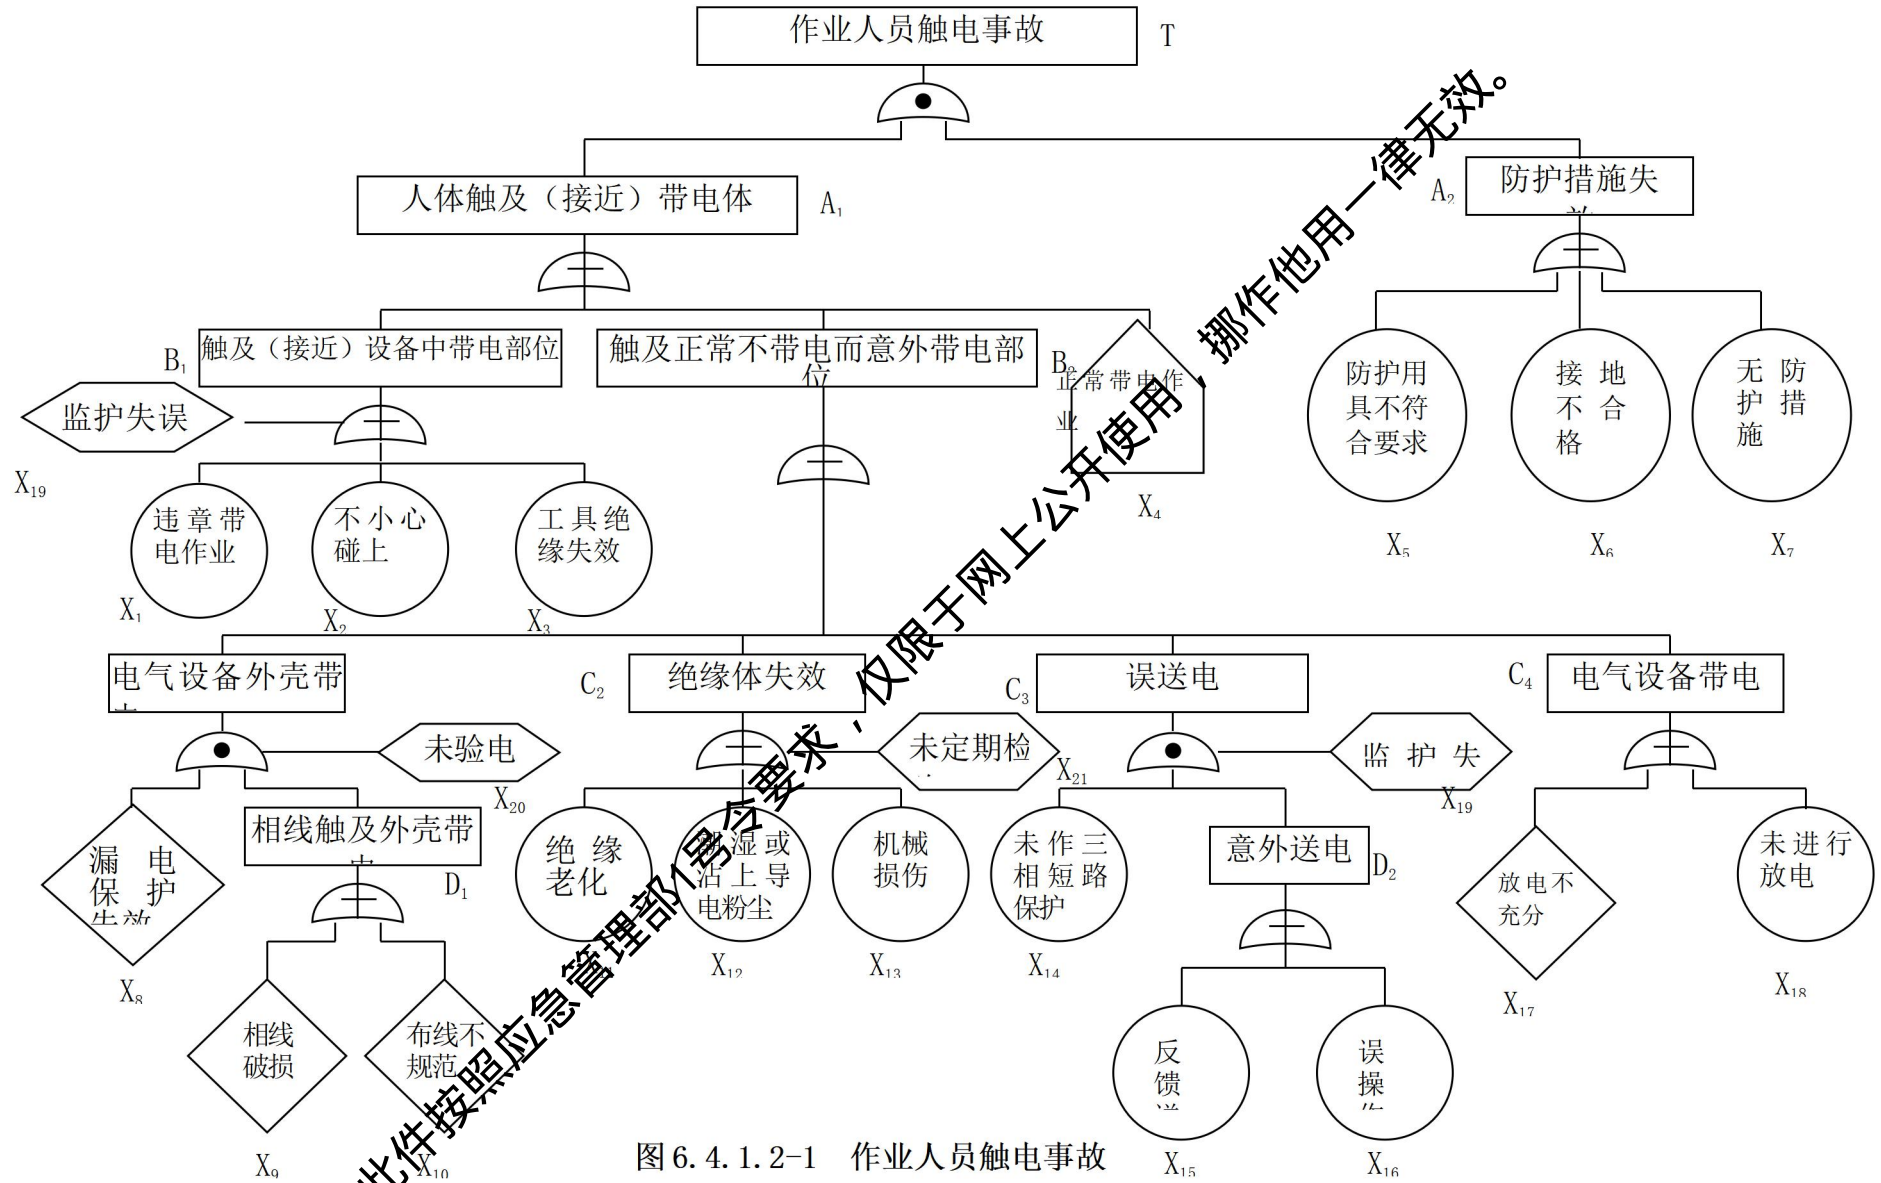 作业人员触电事故
T
人体触及（接近）带电体
A₁
防护措施失
A₂
触及（接近）设备中带电部位
B₁
触及正常不带电而意外带电部
位
B₂
正常带电作
业
X₄
监护失误
X₁₉
防护用
具不符
合要求
X₅
接地
不合
格
X₆
无防
护措
施
X₇
违章带
电作业
X₁
不小心
碰上
X₂
工具绝
缘失效
X₃
电气设备外壳带
绝缘体失效
C₂
误送电
C₃
电气设备带电
C₄
未验电
X₂₀
未定期检
X₂₁
监护失
X₁₉
漏电
保护
失效
X₈
相线触及外壳带
D₁
绝缘
老化
潮湿或
沾上导
电粉尘
X₁₂
机械
损伤
X₁₃
未作三
相短路
保护
X₁₄
意外送电
D₂
放电不
充分
X₁₇
未进行
放电
X₁₈
相线
破损
X₉
布线不
规范
X₁₀
反
馈
送
X₁₅
误
操
作
X₁₆
图6.4.1.2-1 作业人员触电事故
此件按照应急管理部1号令要求，仅限于网上公开使用，挪作他用一律无效。